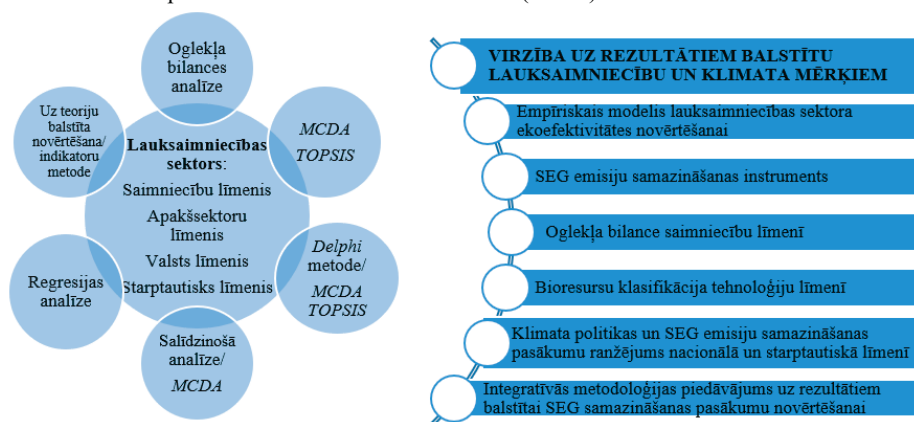 Oglekļa
bilances
analīze
Uz teoriju
balstīta
novērtēšana/
indikatoru
metode
MCDA
TOPSIS
Lauksaimniecības
sektors:
Saimniecību līmenis
Apakšsektoru
līmenis
Valsts līmenis
Starptautisks līmenis
Regresijas
analīze
Delphi
metode/
MCDA
TOPSIS
Salīdzinošā
analīze/
MCDA
VIRZĪBA UZ REZULTĀTIEM BALSTĪTU
LAUKSAIMNIECĪBU UN KLIMATA MĒRĶIEM
Empīriskais modelis lauksaimniecības sektora
ekoefektivitātes novērtēšanai
SEG emisiju samazināšanas instruments
Oglekļa bilance saimniecību līmenī
Bioresursu klasifikācija tehnoloģiju līmenī
Klimata politikas un SEG emisiju samazināšanas
pasākumu ranžējums nacionālā un starptautiskā līmenī
Integratīvās metodoloģijas piedāvājums uz rezultātiem
balstītai SEG samazināšanas pasākumu novērtēšanai